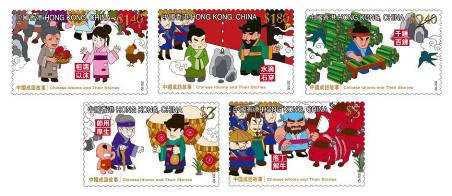 中國香港 HONG KONG, CHINA
$1.40
相濡
以沫
中國成語故事 Chinese Idioms and Their Stories
中國香港 HONG KONG, CHINA
$1.80
水滴
石穿
中國成語故事 Chinese Idioms and Their Stories
中國香港 HONG KONG, CHINA
$2.40
千錘
百鍊
中國成語故事 Chinese Idioms and Their Stories
中國香港 HONG KONG, CHINA
$3
節用
厚生
中國成語故事 Chinese Idioms and Their Stories
中國香港 HONG KONG, CHINA
$5
庖丁
解牛
中國成語故事 Chinese Idioms and Their Stories